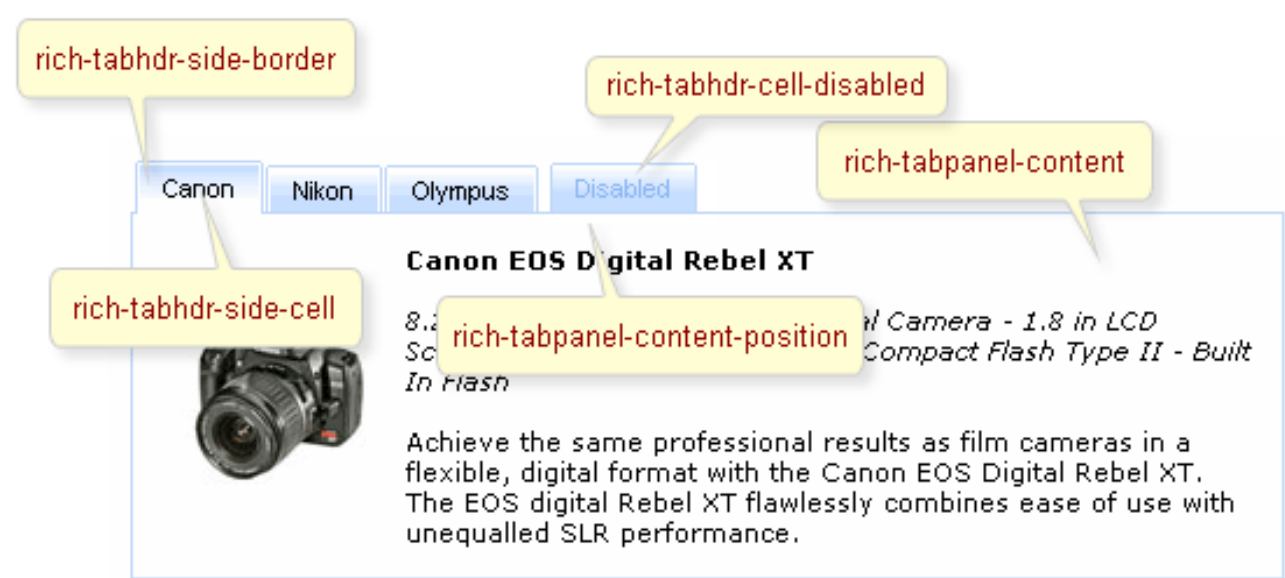 rich-tabhdr-side-border
rich-tabhdr-cell-disabled
rich-tabpanel-content
Canon
Nikon
Olympus
Disabled
Canon EOS Digital Rebel XT
rich-tabhdr-side-cell
rich-tabpanel-content-position
Camera - 1.8 in LCD
Compact Flash Type II - Built
In Flash
Achieve the same professional results as film cameras in a
flexible, digital format with the Canon EOS Digital Rebel XT.
The EOS digital Rebel XT flawlessly combines ease of use with
unequalled SLR performance.